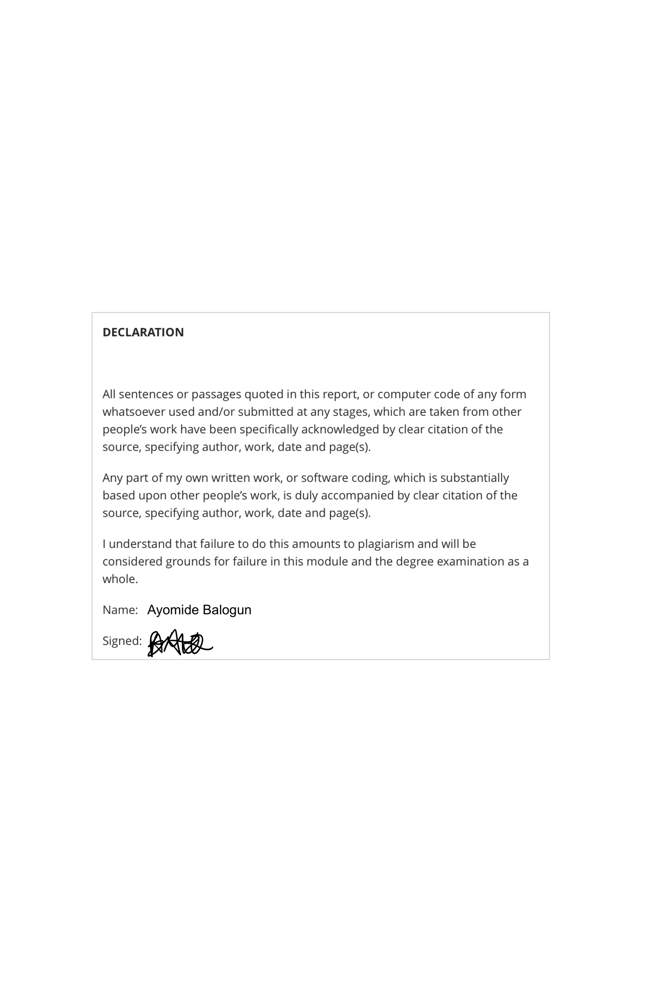 DECLARATION
All sentences or passages quoted in this report, or computer code of any form
whatsoever used and/or submitted at any stages, which are taken from other
people’s work have been specifically acknowledged by clear citation of the
source, specifying author, work, date and page(s).
Any part of my own written work, or software coding, which is substantially
based upon other people’s work, is duly accompanied by clear citation of the
source, specifying author, work, date and page(s).
I understand that failure to do this amounts to plagiarism and will be
considered grounds for failure in this module and the degree examination as a
whole.
Name: Ayomide Balogun
Signed: